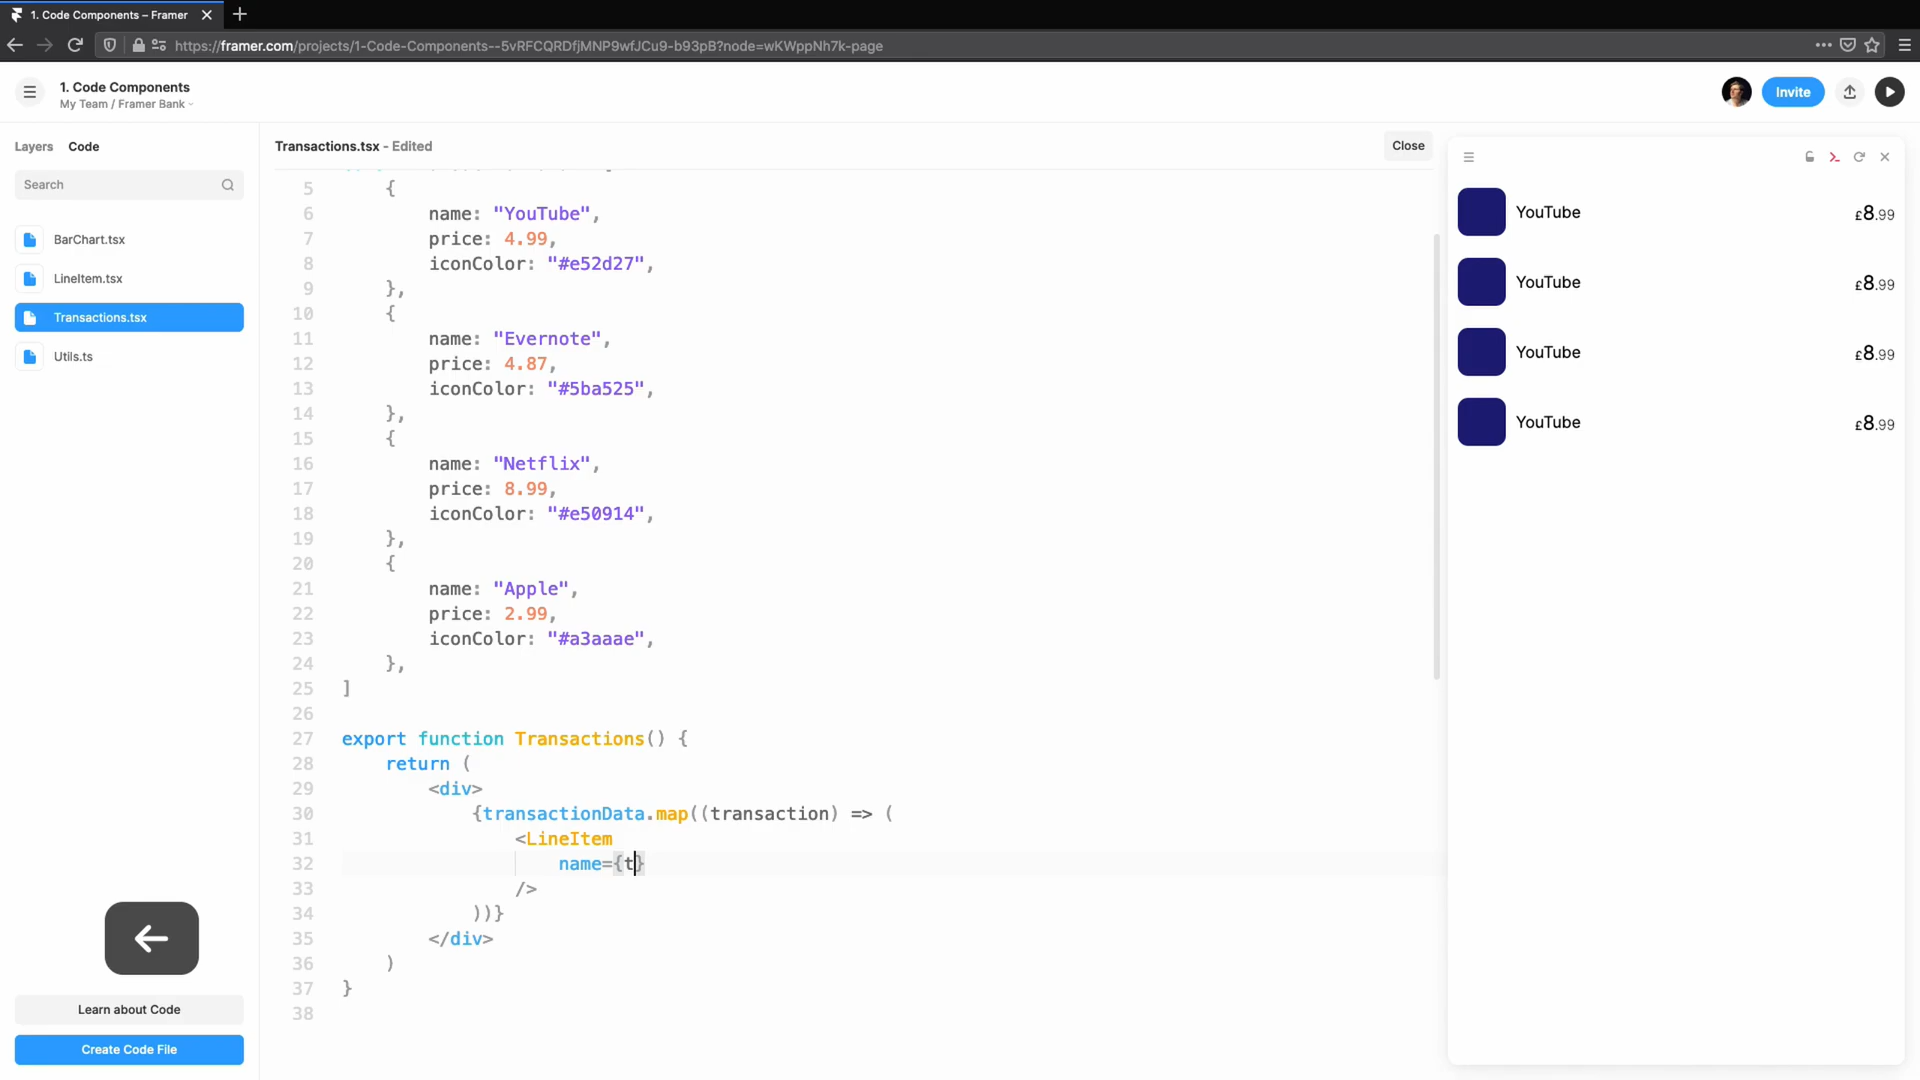 1. Code Components – Framer
https://framer.com/projects/1-Code-Components--5vRFCQRDfjMNP9wfJCu9-b93pB?node=wKWppNh7k-page
1. Code Components
My Team / Framer Bank
Invite
Layers Code
Search
BarChart.tsx
LineItem.tsx
Transactions.tsx
Utils.ts
Learn about Code
Create Code File
Transactions.tsx - Edited
Close
5 {
6 name: "YouTube",
7 price: 4.99,
8 iconColor: "#e52d27",
9 },
10 {
11 name: "Evernote",
12 price: 4.87,
13 iconColor: "#5ba525",
14 },
15 {
16 name: "Netflix",
17 price: 8.99,
18 iconColor: "#e50914",
19 },
20 {
21 name: "Apple",
22 price: 2.99,
23 iconColor: "#a3aaae",
24 },
25 ]
26
27 export function Transactions() {
28 return (
29 <div>
30 {transactionData.map((transaction) => (
31 <LineItem
32 name={t}
33 />
34 ))}
35 </div>
36 )
37 }
38
YouTube £8.99
YouTube £8.99
YouTube £8.99
YouTube £8.99